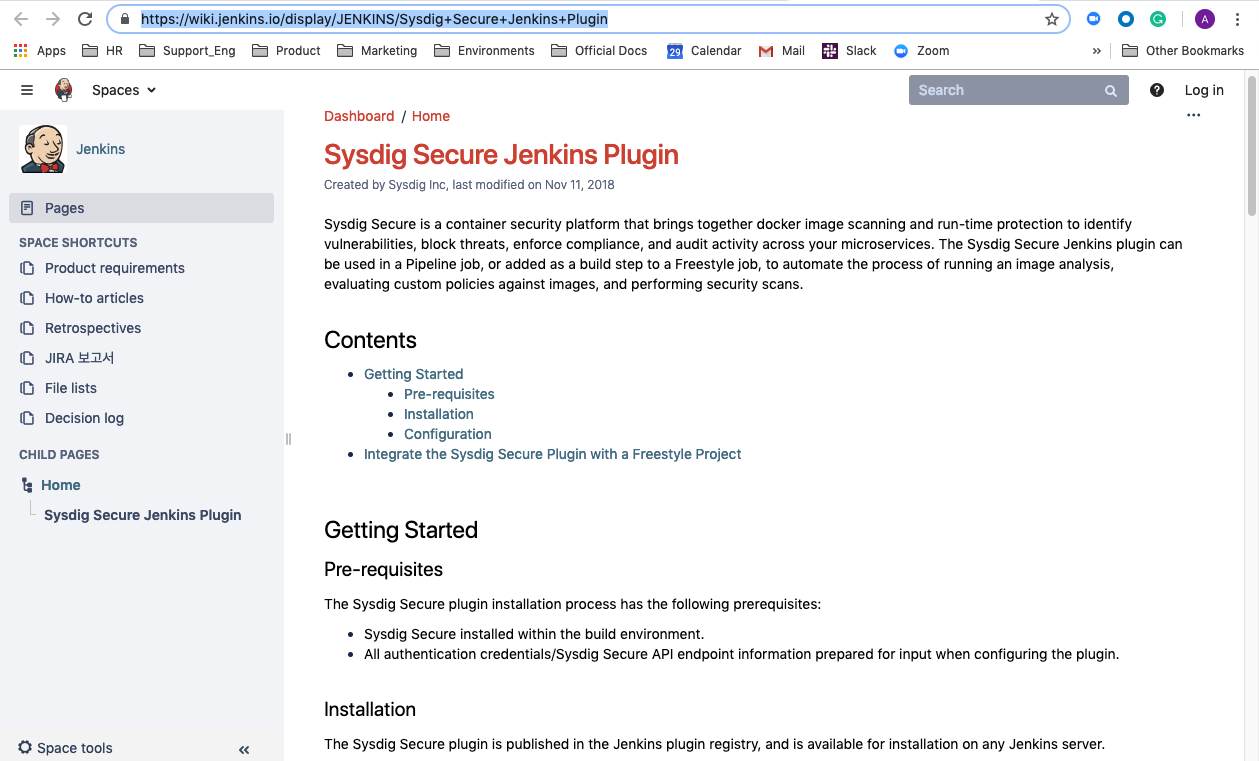 https://wiki.jenkins.io/display/JENKINS/Sysdig+Secure+Jenkins+Plugin
A
Apps HR Support_Eng Product Marketing Environments Official Docs 29 Calendar Mail Slack Zoom » Other Bookmarks
Spaces Search ? Log in
Jenkins
Pages
SPACE SHORTCUTS
Product requirements
How-to articles
Retrospectives
JIRA 보고서
File lists
Decision log
CHILD PAGES
Home
Sysdig Secure Jenkins Plugin
Space tools «
Dashboard / Home
Sysdig Secure Jenkins Plugin
Created by Sysdig Inc, last modified on Nov 11, 2018
Sysdig Secure is a container security platform that brings together docker image scanning and run-time protection to identify
vulnerabilities, block threats, enforce compliance, and audit activity across your microservices. The Sysdig Secure Jenkins plugin can
be used in a Pipeline job, or added as a build step to a Freestyle job, to automate the process of running an image analysis,
evaluating custom policies against images, and performing security scans.
Contents
• Getting Started
• Pre-requisites
• Installation
• Configuration
• Integrate the Sysdig Secure Plugin with a Freestyle Project
Getting Started
Pre-requisites
The Sysdig Secure plugin installation process has the following prerequisites:
• Sysdig Secure installed within the build environment.
• All authentication credentials/Sysdig Secure API endpoint information prepared for input when configuring the plugin.
Installation
The Sysdig Secure plugin is published in the Jenkins plugin registry, and is available for installation on any Jenkins server.